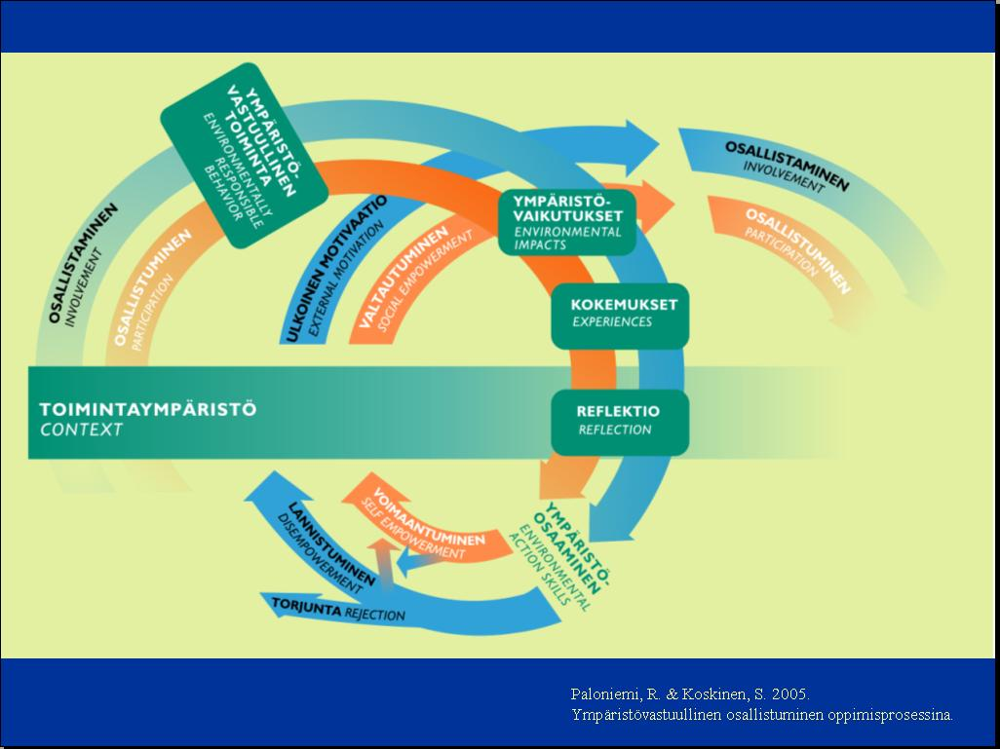 YMPÄRISTÖ-
VASTUULLINEN
TOIMINTA
ENVIRONMENTALLY
RESPONSIBLE
BEHAVIOR
OSALLISTAMINEN
INVOLVEMENT
OSALLISTUMINEN
PARTICIPATION
ULKOINEN MOTIVAATIO
EXTERNAL MOTIVATION
VALTAUTUMINEN
SOCIAL EMPOWERMENT
YMPÄRISTÖ-
VAIKUTUKSET
ENVIRONMENTAL
IMPACTS
OSALLISTAMINEN
INVOLVEMENT
OSALLISTUMINEN
PARTICIPATION
KOKEMUKSET
EXPERIENCES
TOIMINTAYMPÄRISTÖ
CONTEXT
REFLEKTIO
REFLECTION
LANNISTUMINEN
DISEMPOWERMENT
VOIMAANTUMINEN
SELF EMPOWERMENT
YMPÄRISTÖ-
OSAAMINEN
ENVIRONMENTAL
ACTION SKILLS
TORJUNTA REJECTION
Paloniemi, R. & Koskinen, S. 2005.
Ympäristövastuullinen osallistuminen oppimisprosessina.